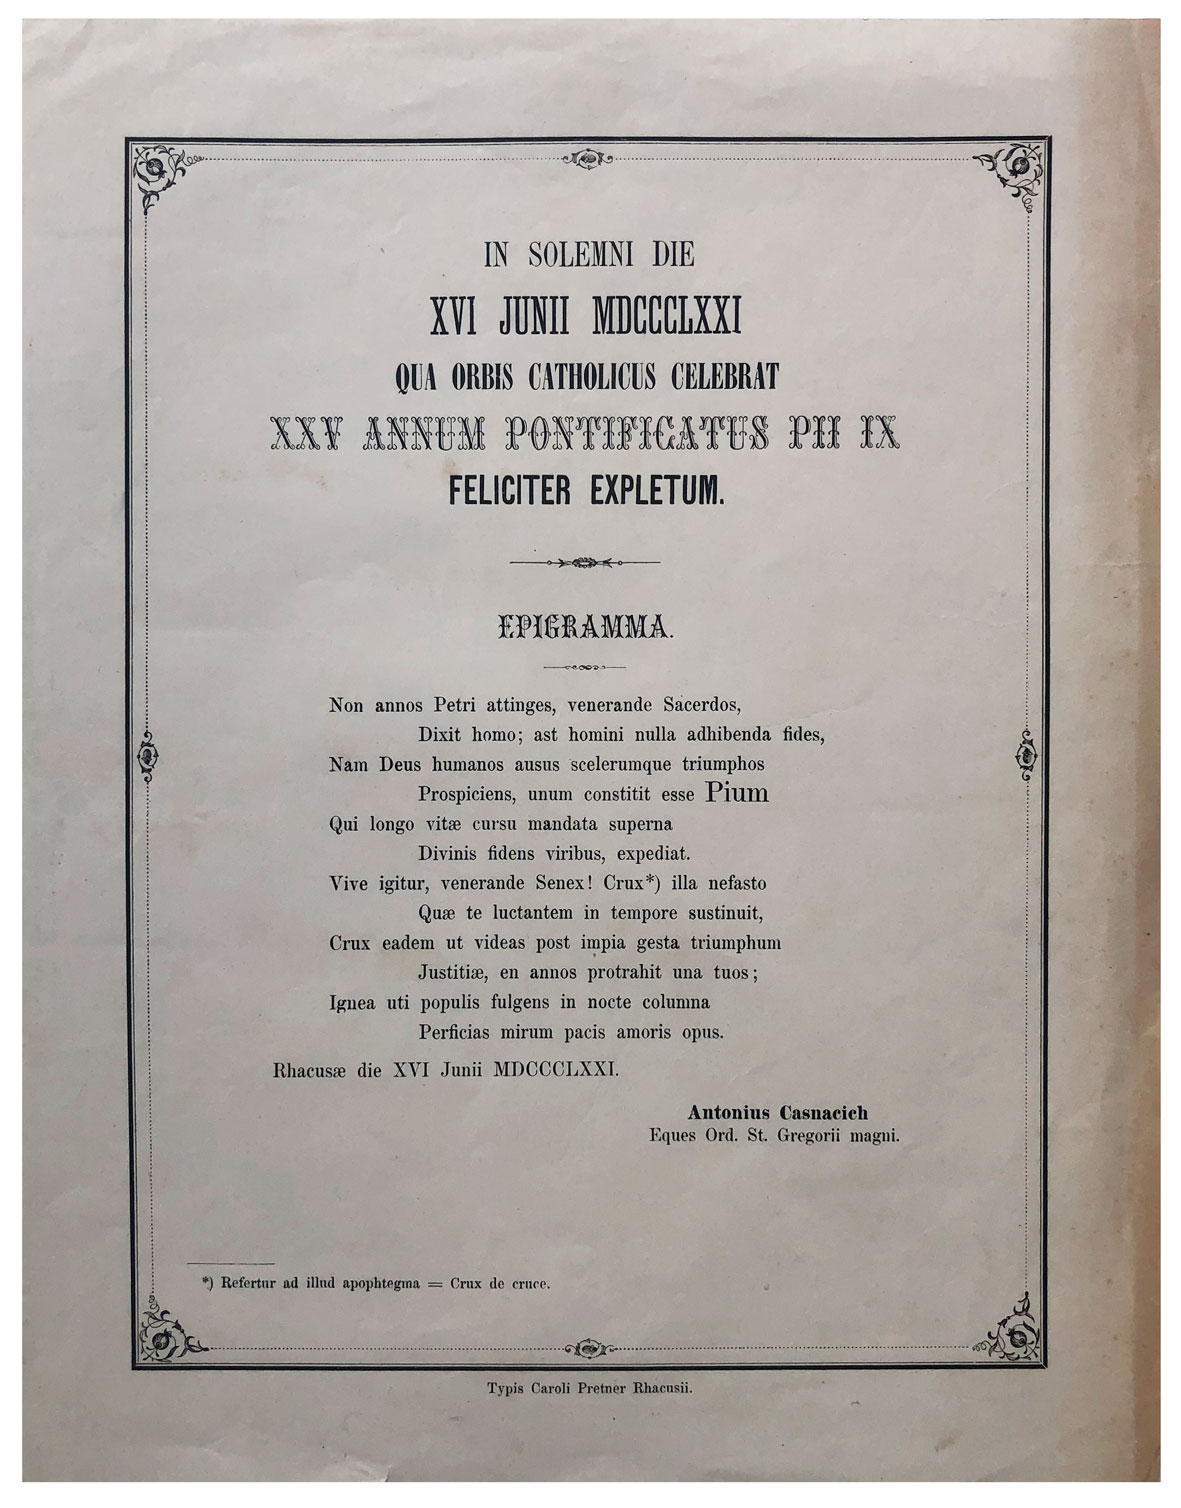 IN SOLEMNI DIE
XVI JUNII MDCCCLXXI
QUA ORBIS CATHOLICUS CELEBRAT
XXV ANNUM PONTIFICATUS PII IX
FELICITER EXPLETUM.
EPIGRAMMA.
Non annos Petri attinges, venerande Sacerdos,
Dixit homo; ast homini nulla adhibenda fides,
Nam Deus humanos ausus scelerumque triumphos
Prospiciens, unum constitit esse Pium
Qui longo vitæ cursu mandata superna
Divinis fidens viribus, expediat.
Vive igitur, venerande Senex! Crux*) illa nefasto
Quæ te luctantem in tempore sustinuit,
Crux eadem ut videas post impia gesta triumphum
Justitiæ, en annos protrahit una tuos;
Ignea uti populis fulgens in nocte columna
Perficias mirum pacis amoris opus.
Rhacusæ die XVI Junii MDCCCLXXI.
Antonius Casnacich
Eques Ord. St. Gregorii magni.
*) Refertur ad illud apophtegma = Crux de cruce.
Typis Caroli Pretner Rhacusii.